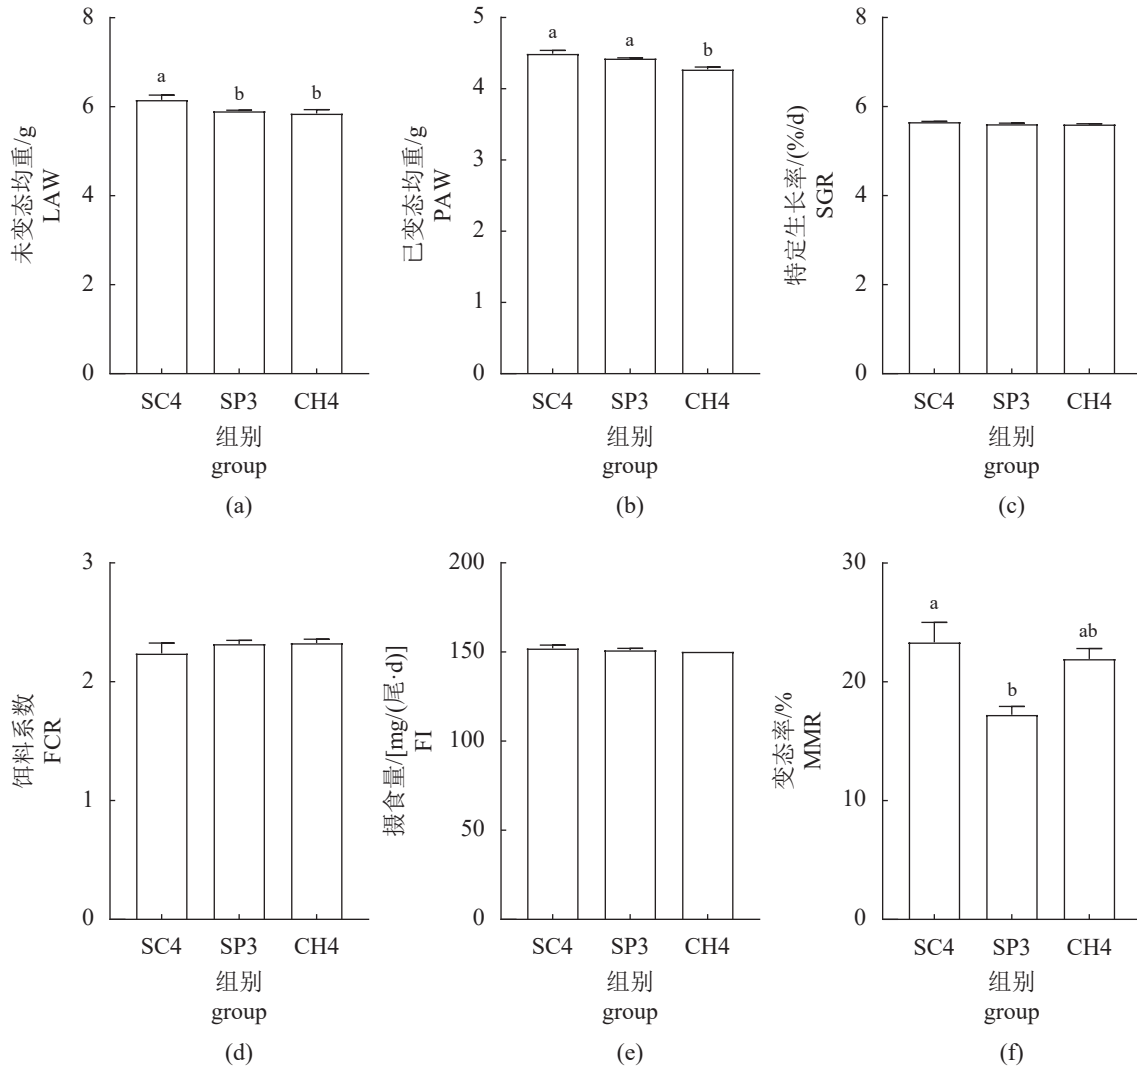 8
6
4
2
0
未变态均重/g
LAW
a
b
b
SC4 SP3 CH4
组别
group
(a)
5
4
3
2
1
0
已变态均重/g
PAW
a
a
b
SC4 SP3 CH4
组别
group
(b)
8
6
4
2
0
特定生长率/(%/d)
SGR
SC4 SP3 CH4
组别
group
(c)
3
2
1
0
饵料系数
FCR
SC4 SP3 CH4
组别
group
(d)
200
150
100
50
0
摄食量/[mg/(尾·d)]
FI
SC4 SP3 CH4
组别
group
(e)
30
20
10
0
变态率/%
MMR
a
b
ab
SC4 SP3 CH4
组别
group
(f)